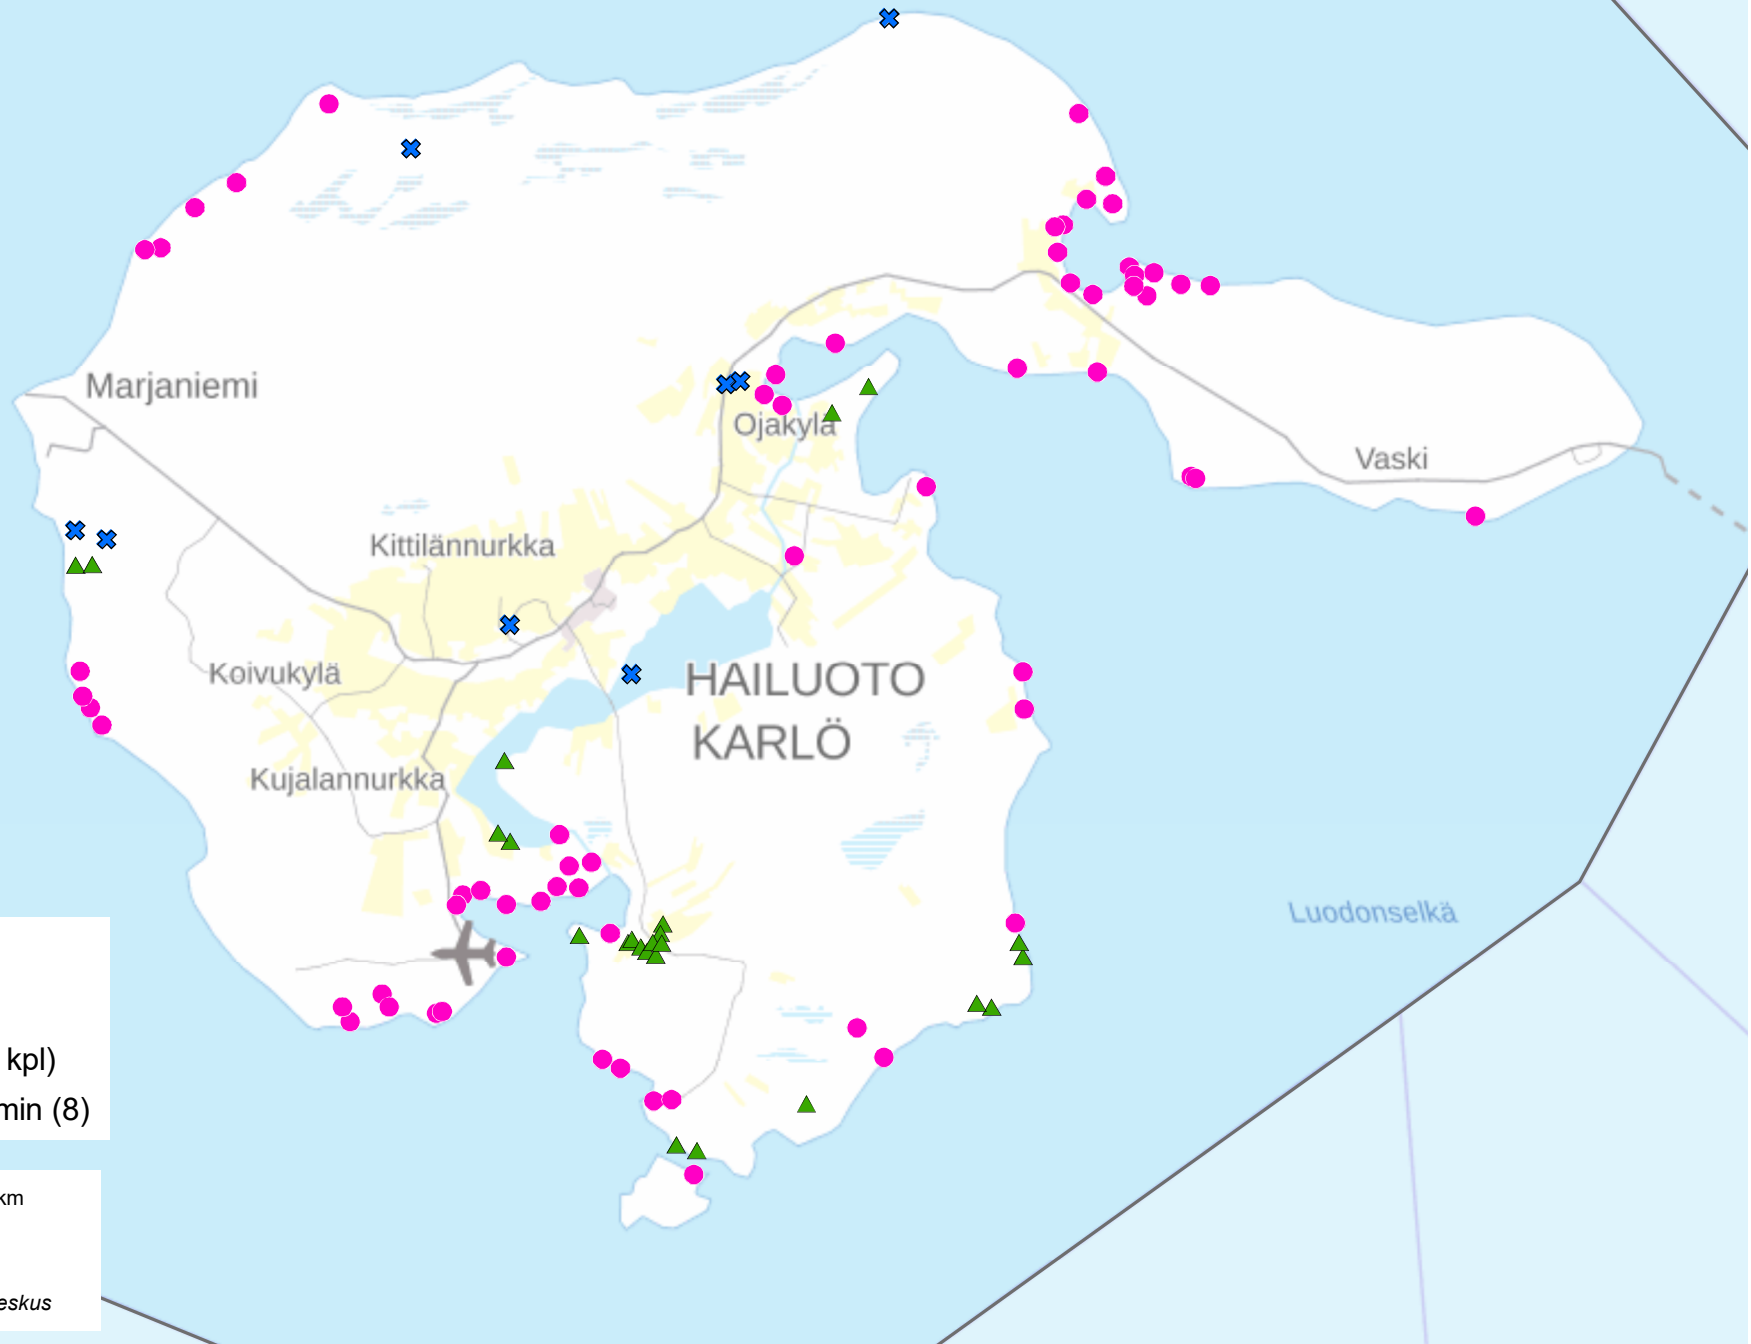 Marjaniemi
Ojakylä
Vaski
Kittilännurkka
Koivukylä
HAILUOTO
KARLÖ
Kujalannurkka
Luodonselkä
kpl)
min (8)
km
eskus